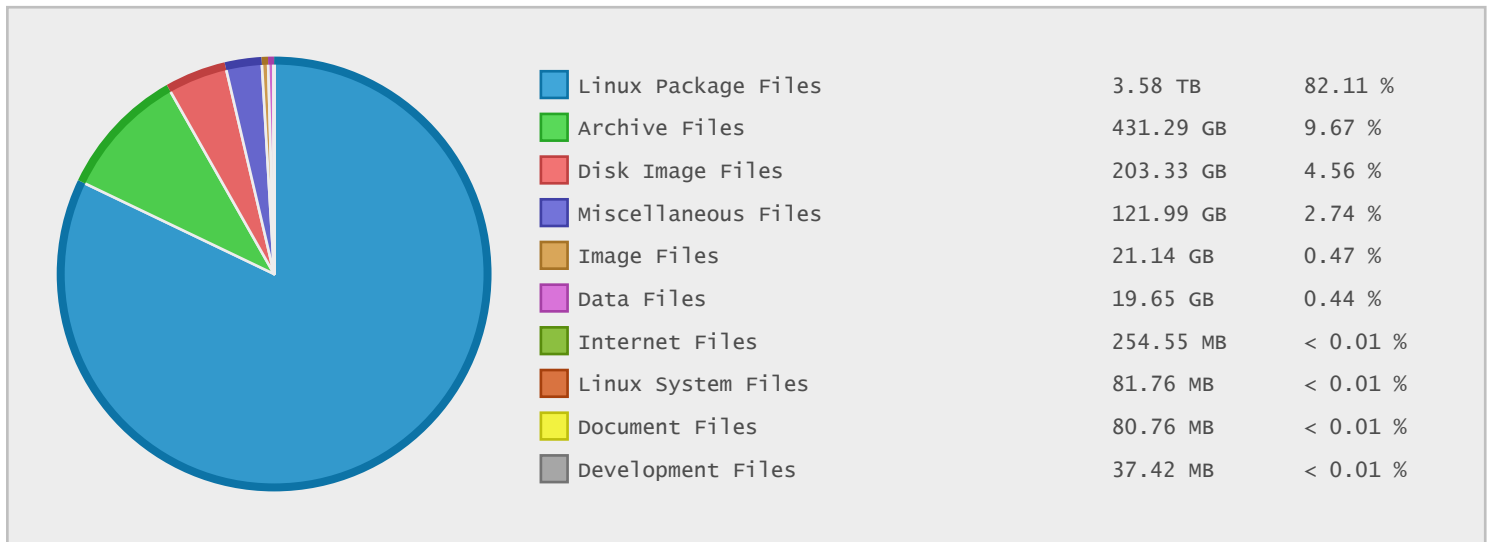 Linux Package Files 3.58 TB 82.11 %
Archive Files 431.29 GB 9.67 %
Disk Image Files 203.33 GB 4.56 %
Miscellaneous Files 121.99 GB 2.74 %
Image Files 21.14 GB 0.47 %
Data Files 19.65 GB 0.44 %
Internet Files 254.55 MB < 0.01 %
Linux System Files 81.76 MB < 0.01 %
Document Files 80.76 MB < 0.01 %
Development Files 37.42 MB < 0.01 %